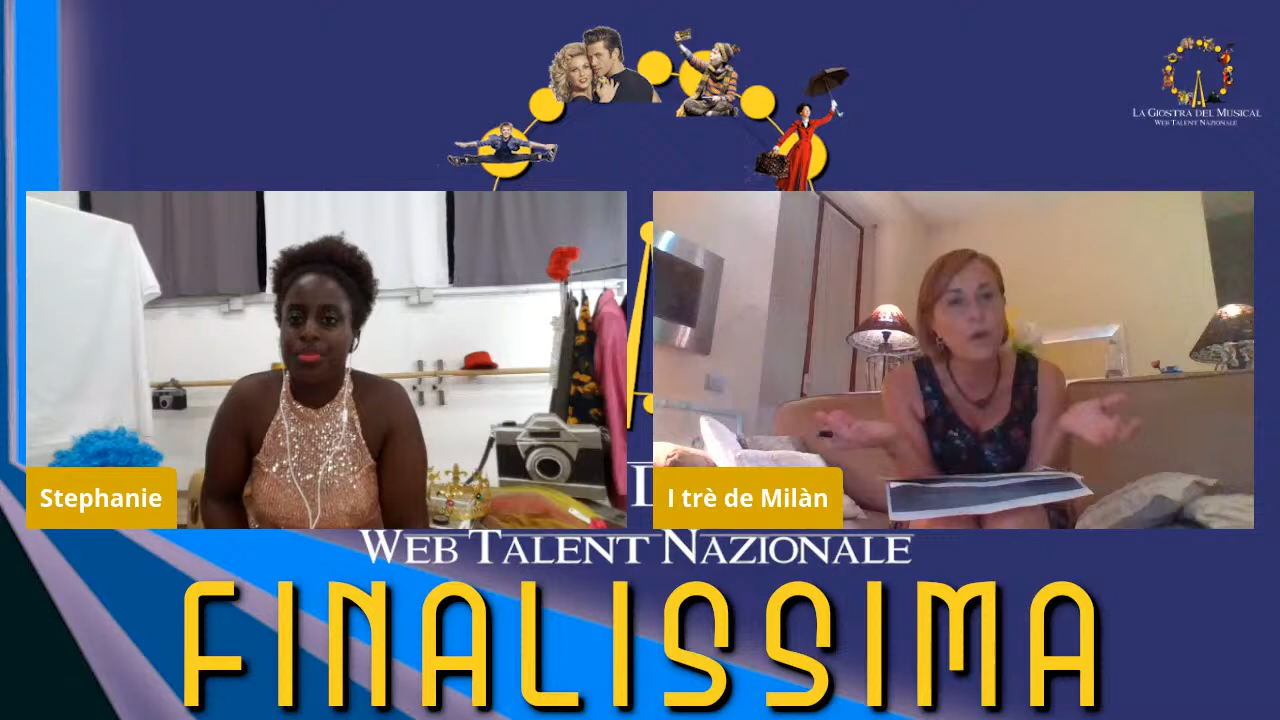 LA GIOSTRA DEL MUSICAL
WEB TALENT NAZIONALE
Stephanie
I trè de Milàn
D
WEB TALENT NAZIONALE
FINALISSIMA